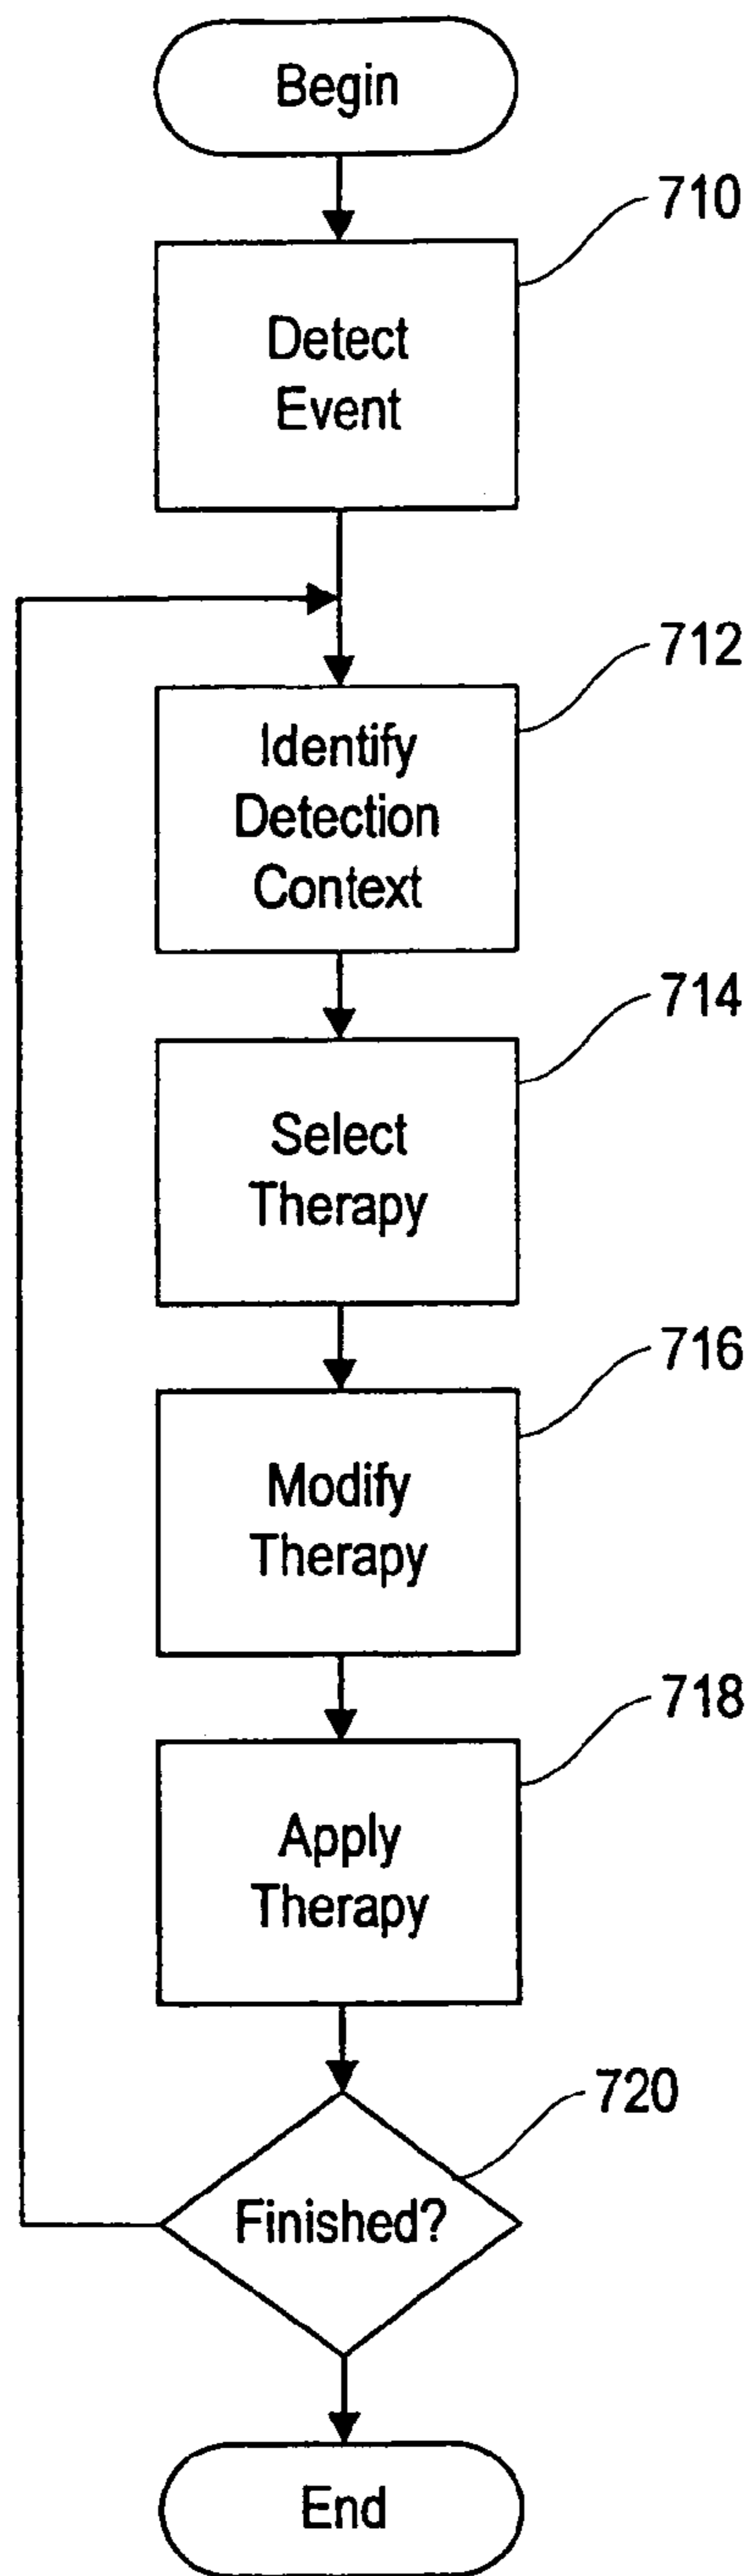 Begin
710
Detect
Event
712
Identify
Detection
Context
714
Select
Therapy
716
Modify
Therapy
718
Apply
Therapy
720
Finished?
End